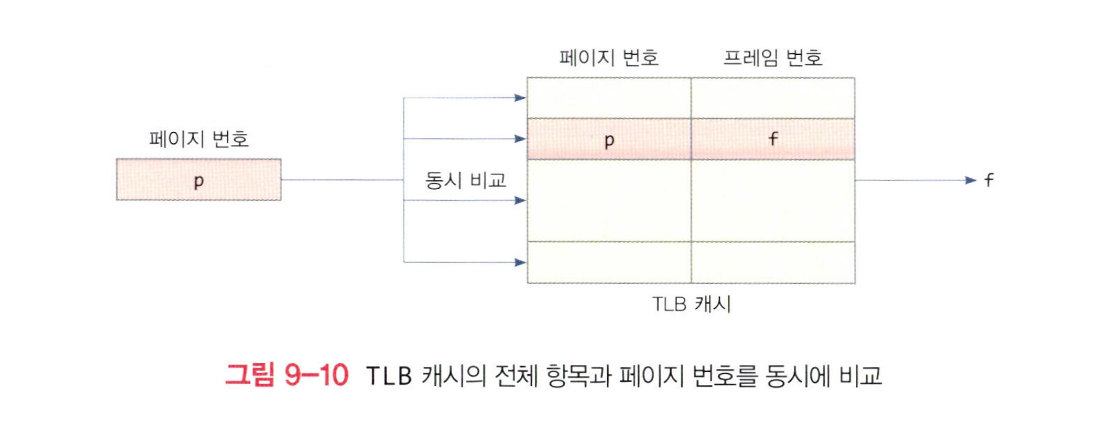 페이지 번호 프레임 번호
페이지 번호
p f
p
동시 비교
f
TLB 캐시
그림 9-10 TLB 캐시의 전체 항목과 페이지 번호를 동시에 비교